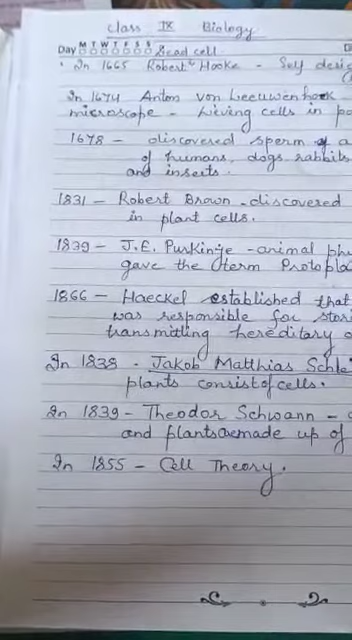 Class IX Biology
Day M T W T F S S Dead cell D
• In 1665 Robert Hooke - Self desig
In 1674 Anton von Leeuwenhoek
microscope - Lieving cells in po
1678 - discovered sperm of a
of humans, dogs rabbits
and insects.
1831 - Robert Brown - discovered
in plant cells.
1839 - J.E. Purkinje - animal ph
gave the term Protopla
1866 - Haeckel established that
was responsible for stori
transmitting hereditary
In 1838 - Jakob Matthias Schle
plants consist of cells.
In 1839 - Theodor Schwann -
and plants are made up of
In 1855 - Cell Theory.